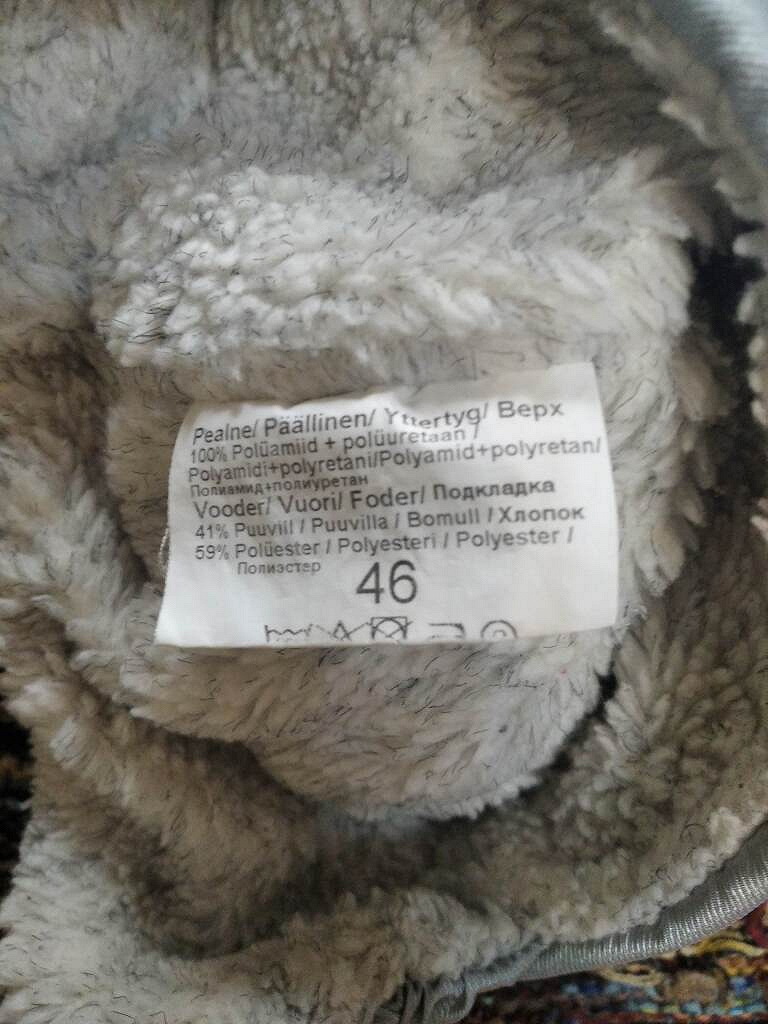 Pealne/ Päällinen/ Yttertyg/ Верх
100% Polüamiid + polüuretaan /
Polyamidi+polyretani/Polyamid+polyretan/
Полиамид+полиуретан
Vooder/ Vuori/ Foder/ Подкладка
41% Puuvill / Puuvilla / Bomull / Хлопок
59% Polüester / Polyesteri / Polyester /
Полиэстер
46